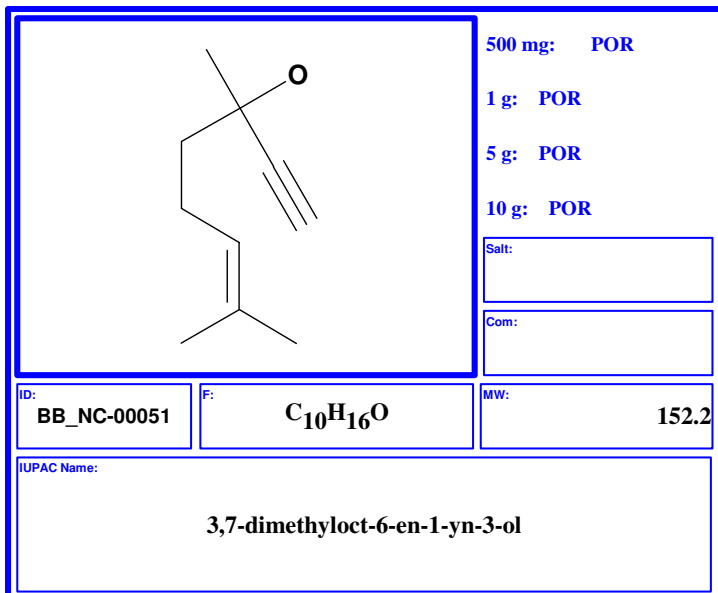 O
500 mg: POR
1 g: POR
5 g: POR
10 g: POR
Salt:
Com:
ID:
BB_NC-00051
F:
C10H16O
MW:
152.2
IUPAC Name:
3,7-dimethyloct-6-en-1-yn-3-ol